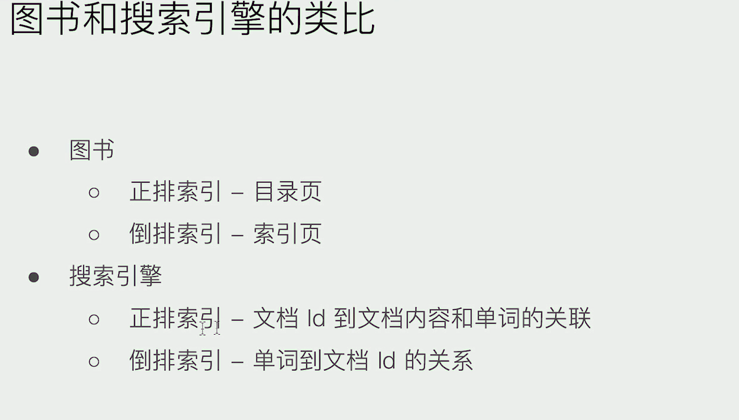 图书和搜索引擎的类比
● 图书
○ 正排索引 – 目录页
○ 倒排索引 – 索引页
● 搜索引擎
○ 正排索引 – 文档 Id 到文档内容和单词的关联
○ 倒排索引 – 单词到文档 Id 的关系